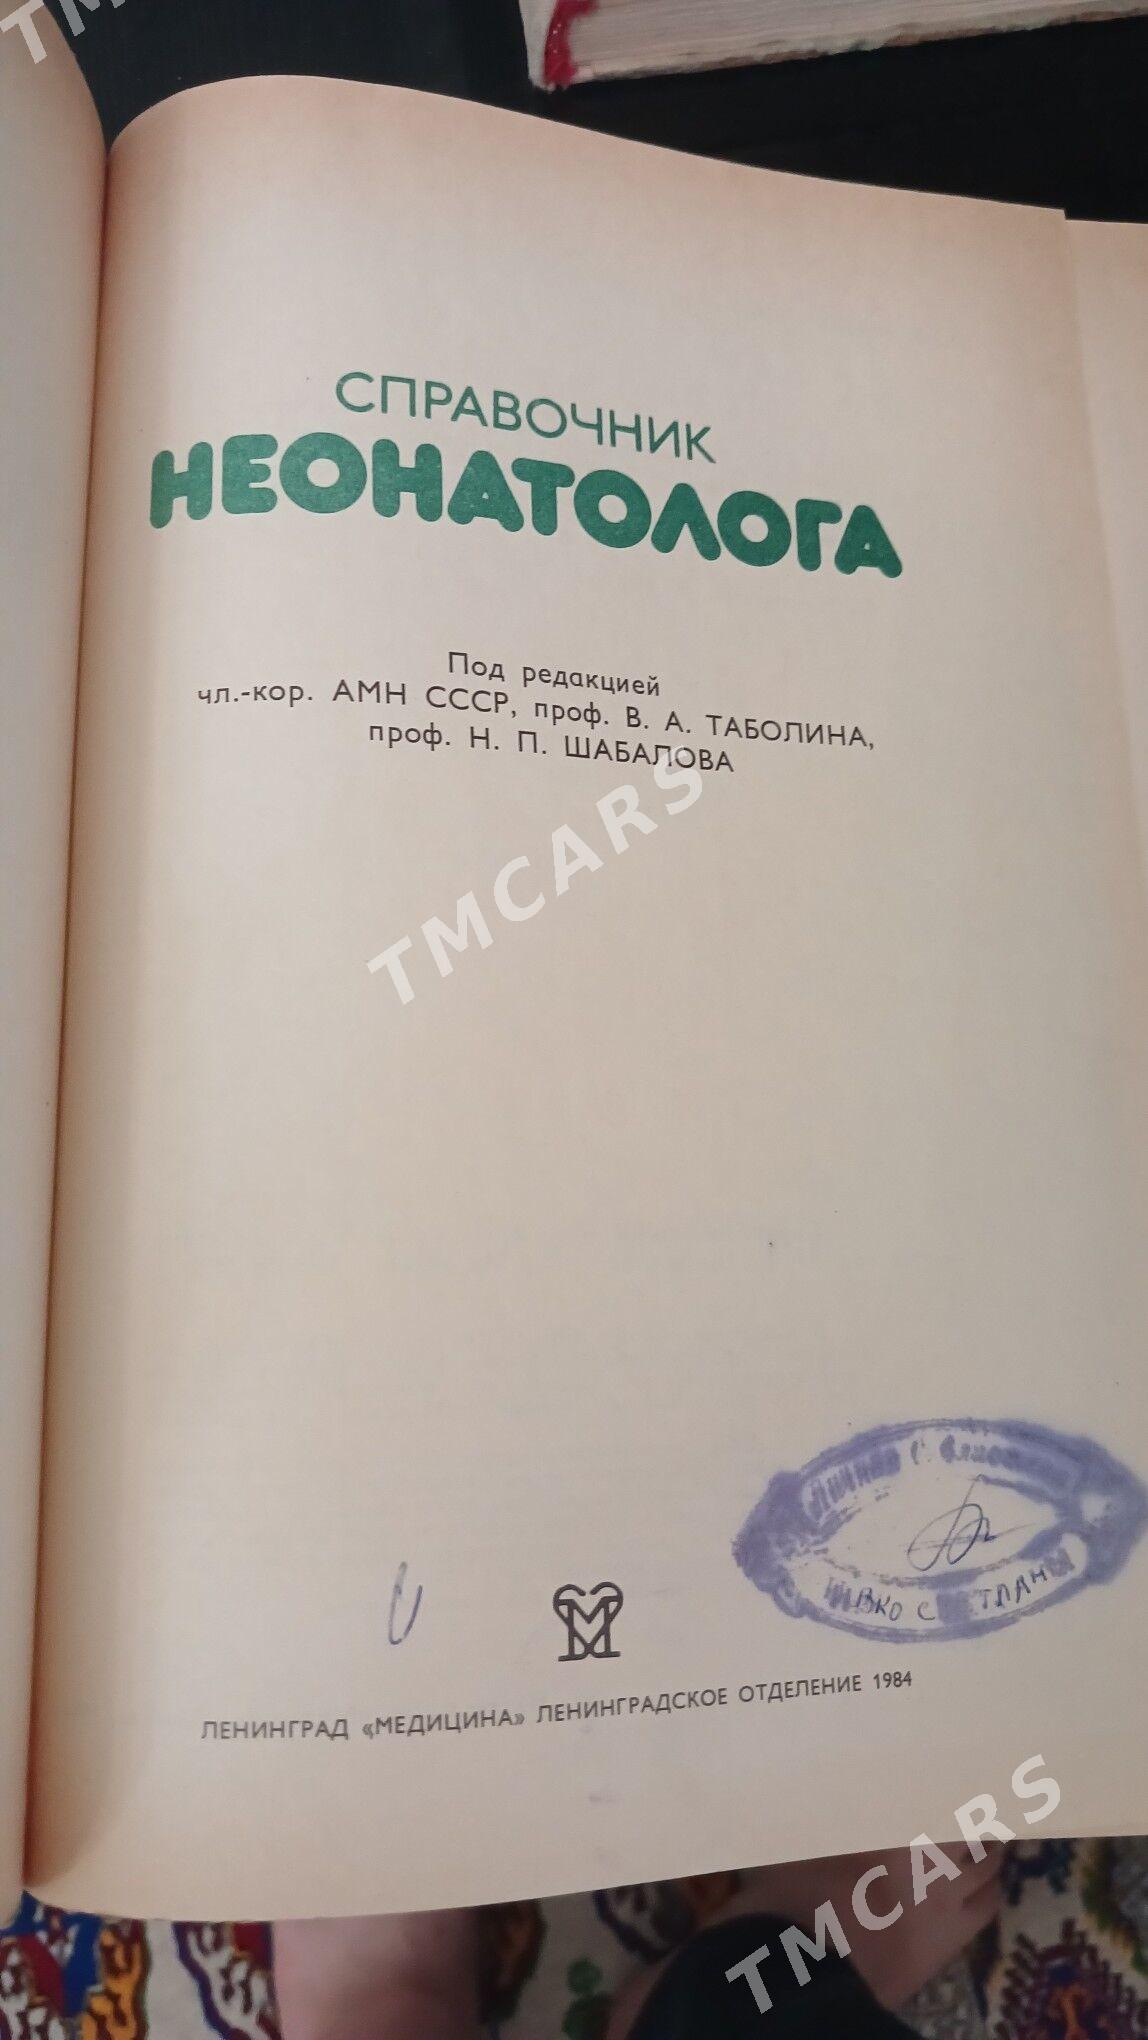 TMCARS
СПРАВОЧНИК
НЕОНАТОЛОГА
Под редакцией
чл.-кор. АМН СССР, проф. В. А. ТАБОЛИНА,
проф. Н. П. ШАБАЛОВА
TMCARS
ЛЕНИНГРАД «МЕДИЦИНА» ЛЕНИНГРАДСКОЕ ОТДЕЛЕНИЕ 1984
TMCARS